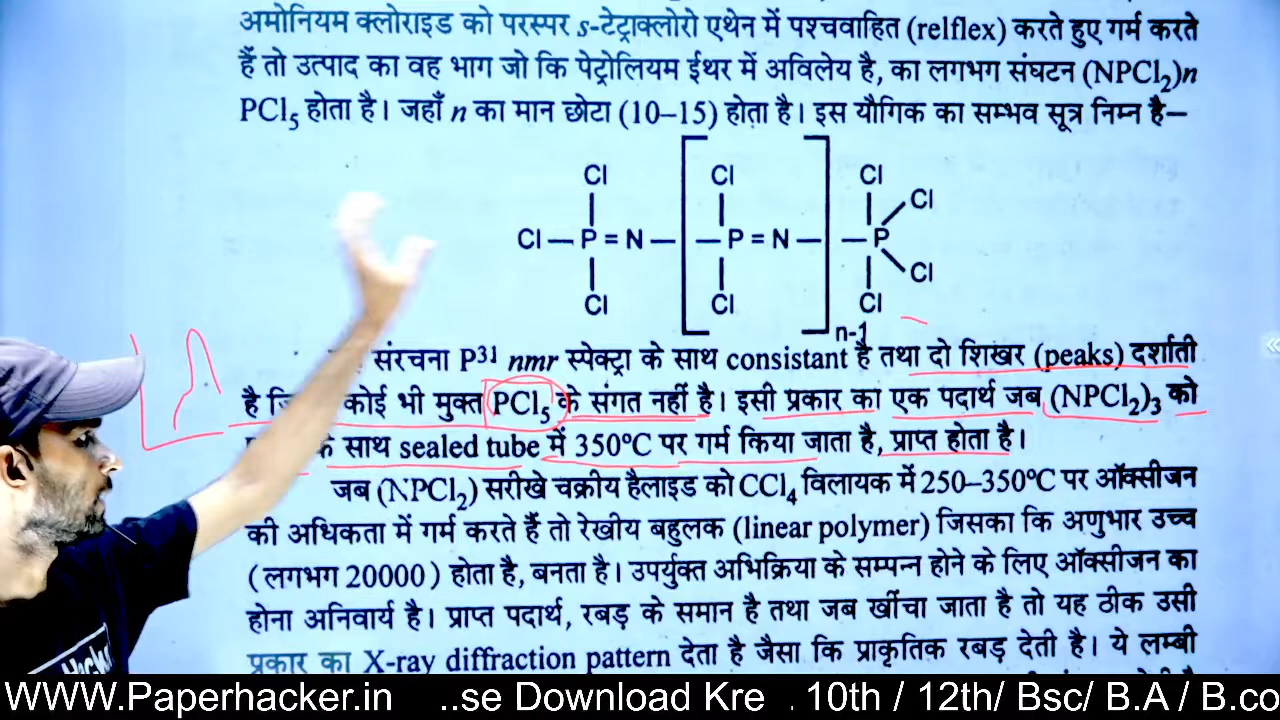 अमोनियम क्लोराइड को परस्पर s-टेट्राक्लोरो एथेन में पश्चवाहित (relflex) करते हुए गर्म करते
हैं तो उत्पाद का वह भाग जो कि पेट्रोलियम ईथर में अविलेय है, का लगभग संघटन (NPCl₂)n
PCl₅ होता है। जहाँ n का मान छोटा (10–15) होता है। इस यौगिक का सम्भव सूत्र निम्न है–
Cl Cl Cl Cl
Cl — P = N — [ — P = N — ] — P
n-1
Cl Cl Cl Cl
संरचना P³¹ nmr स्पेक्ट्रा के साथ consistant है तथा दो शिखर (peaks) दर्शाती
है कोई भी मुक्त PCl₅ के संगत नहीं है। इसी प्रकार का एक पदार्थ जब (NPCl₂)₃ को
के साथ sealed tube में 350°C पर गर्म किया जाता है, प्राप्त होता है।
जब (NPCl₂) सरीखे चक्रीय हैलाइड को CCl₄ विलायक में 250–350°C पर ऑक्सीजन
की अधिकता में गर्म करते हैं तो रेखीय बहुलक (linear polymer) जिसका कि अणुभार उच्च
(लगभग 20000) होता है, बनता है। उपर्युक्त अभिक्रिया के सम्पन्न होने के लिए ऑक्सीजन का
होना अनिवार्य है। प्राप्त पदार्थ, रबड़ के समान है तथा जब खींचा जाता है तो यह ठीक उसी
प्रकार का X-ray diffraction pattern देता है जैसा कि प्राकृतिक रबड़ देती है। ये लम्बी
WWW.Paperhacker.in ..se Download Kre . 10th / 12th/ Bsc/ B.A / B.co